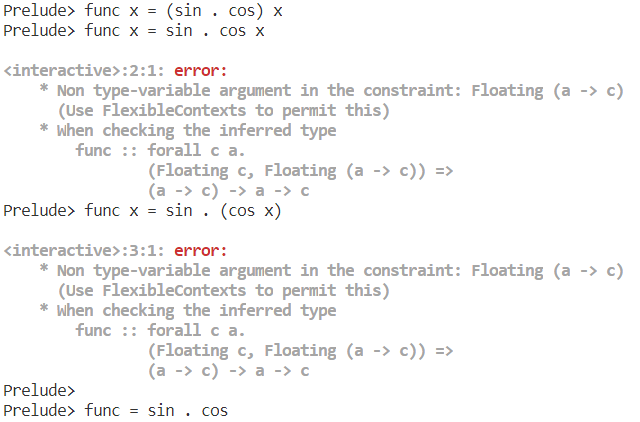 Prelude> func x = (sin . cos) x
Prelude> func x = sin . cos x
<interactive>:2:1: error:
* Non type-variable argument in the constraint: Floating (a -> c)
(Use FlexibleContexts to permit this)
* When checking the inferred type
func :: forall c a.
(Floating c, Floating (a -> c)) =>
(a -> c) -> a -> c
Prelude> func x = sin . (cos x)
<interactive>:3:1: error:
* Non type-variable argument in the constraint: Floating (a -> c)
(Use FlexibleContexts to permit this)
* When checking the inferred type
func :: forall c a.
(Floating c, Floating (a -> c)) =>
(a -> c) -> a -> c
Prelude>
Prelude> func = sin . cos